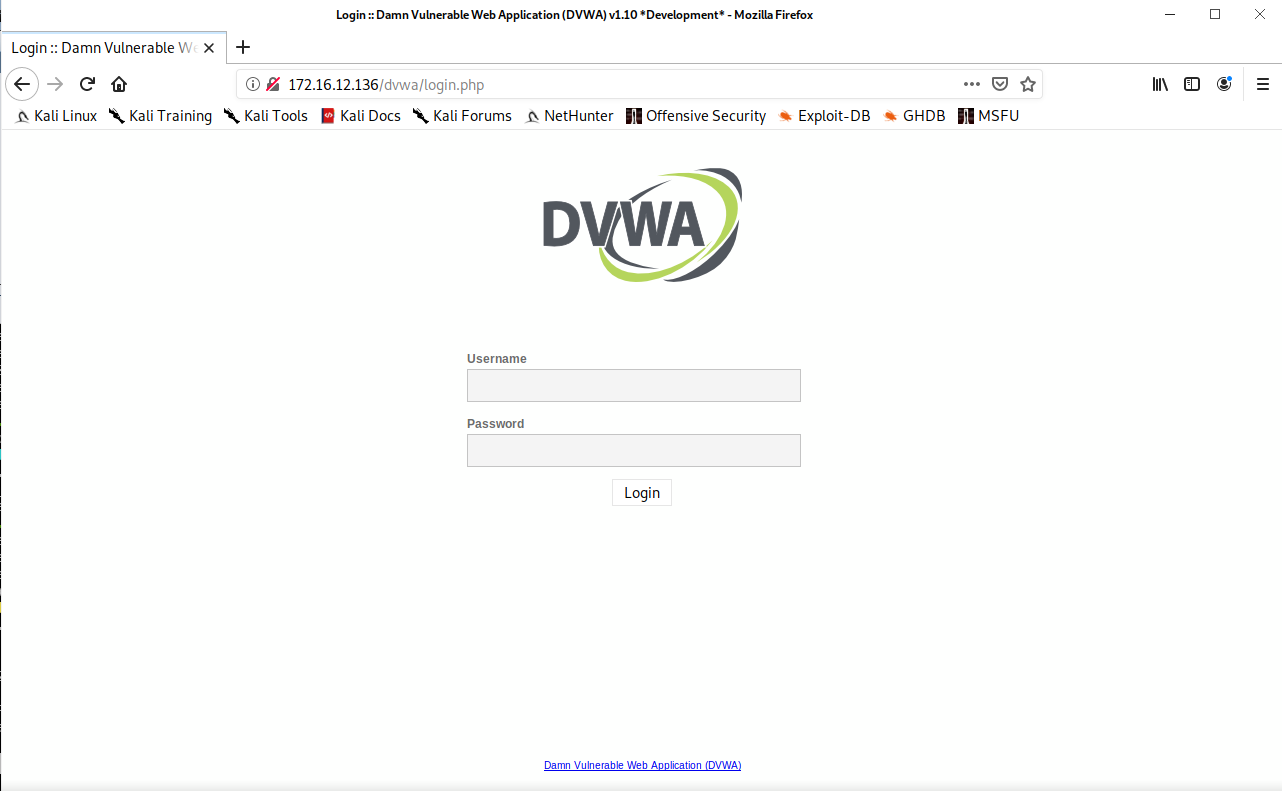 Login :: Damn Vulnerable Web Application (DVWA) v1.10 *Development* - Mozilla Firefox
Login :: Damn Vulnerable We
172.16.12.136/dvwa/login.php
Kali Linux Kali Training Kali Tools Kali Docs Kali Forums NetHunter Offensive Security Exploit-DB GHDB MSFU
DVWA
Username
Password
Login
Damn Vulnerable Web Application (DVWA)